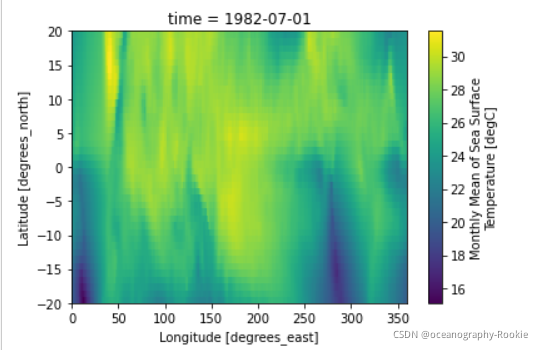 time = 1982-07-01
20
15
10
5
0
−5
−10
−15
−20
0 50 100 150 200 250 300 350
Latitude [degrees_north]
Longitude [degrees_east]
30
28
26
24
22
20
18
16
Monthly Mean of Sea Surface
Temperature [degC]
CSDN @oceanography-Rookie